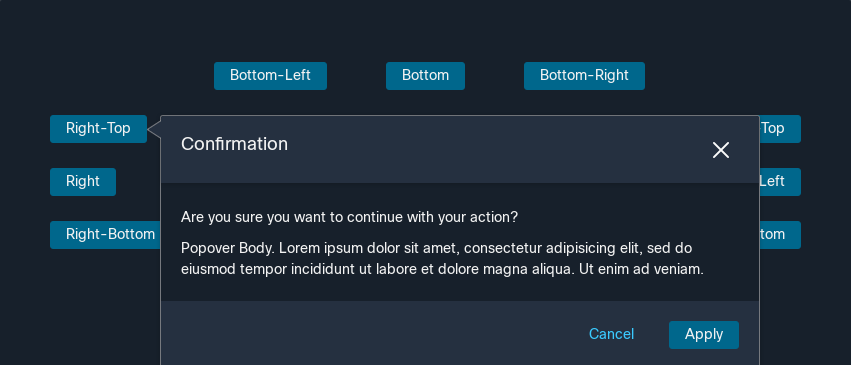 Bottom-Left Bottom Bottom-Right
Right-Top
Confirmation
-Top
Right
Left
Right-Bottom
Are you sure you want to continue with your action?
Popover Body. Lorem ipsum dolor sit amet, consectetur adipisicing elit, sed do
eiusmod tempor incididunt ut labore et dolore magna aliqua. Ut enim ad veniam.
Cancel Apply